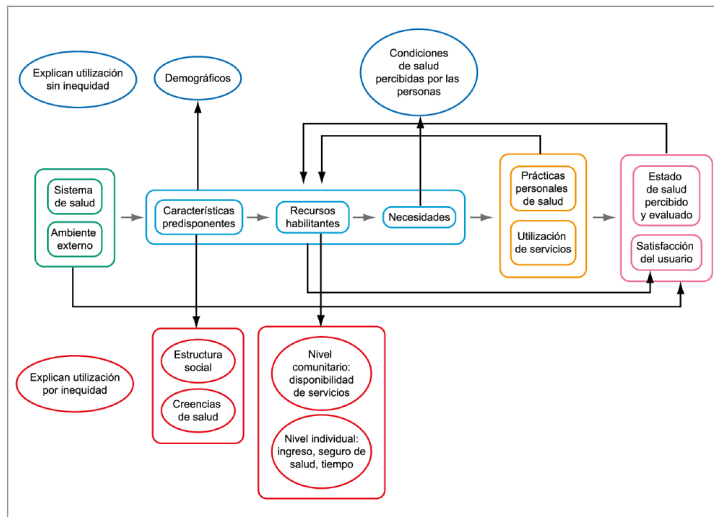 Explican utilización
sin inequidad
Demográficos
Condiciones
de salud
percibidas por las
personas
Sistema
de salud
Ambiente
externo
Características
predisponentes
Recursos
habilitantes
Necesidades
Prácticas
personales
de salud
Utilización
de servicios
Estado
de salud
percibido
y evaluado
Satisfacción
del usuario
Explican utilización
por inequidad
Estructura
social
Creencias
de salud
Nivel
comunitario:
disponibilidad
de servicios
Nivel individual:
ingreso, seguro de
salud, tiempo